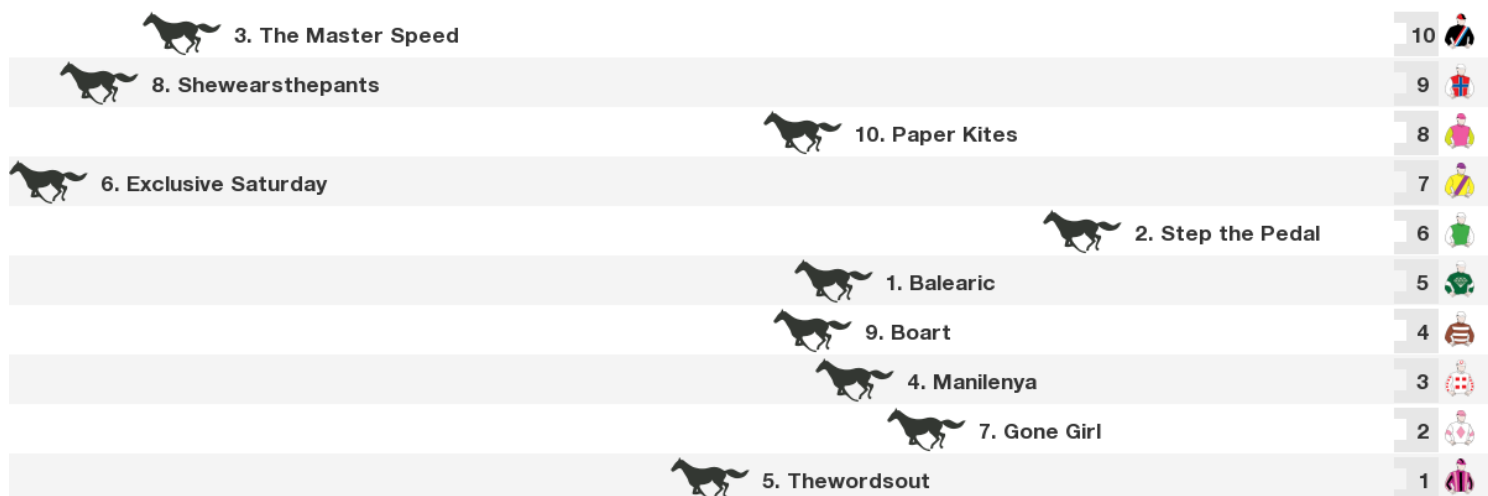 3. The Master Speed 10
8. Shewearsthepants 9
10. Paper Kites 8
6. Exclusive Saturday 7
2. Step the Pedal 6
1. Balearic 5
9. Boart 4
4. Manilenya 3
7. Gone Girl 2
5. Thewordsout 1